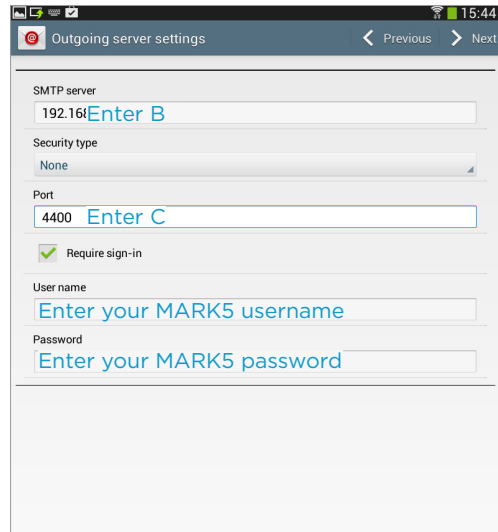 15:44
Outgoing server settings Previous Next
SMTP server
192.168 Enter B
Security type
None
Port
4400 Enter C
Require sign-in
User name
Enter your MARK5 username
Password
Enter your MARK5 password